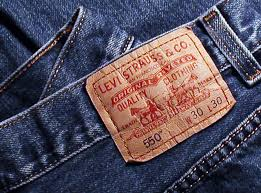 LEVI STRAUSS & CO.
ORIGINAL RIVETED
QUALITY CLOTHING
550
W 30 L 30